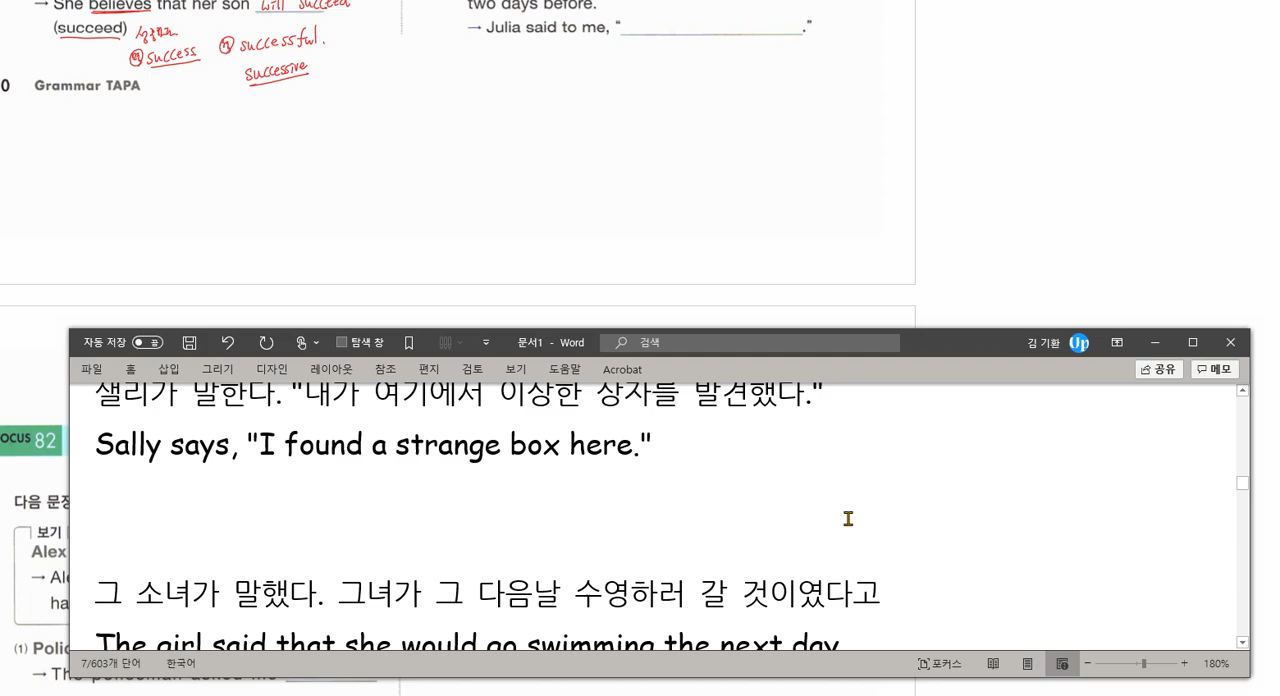 → She believes that her son will succeed
two days before.
(succeed)
→ Julia said to me, "
."
명 success
형 successful.
successive
0 Grammar TAPA
자동 저장 끔
탐색 창
문서1 - Word
검색
김 기환
Up
파일 홈 삽입 그리기 디자인 레이아웃 참조 편지 검토 보기 도움말 Acrobat
공유 메모
샐리가 말한다. "내가 여기에서 이상한 상자를 발견했다."
Sally says, "I found a strange box here."
OCUS 82
다음 문장
보기
Alex
→ Ale
ha
그 소녀가 말했다. 그녀가 그 다음날 수영하러 갈 것이였다고
The girl said that she would go swimming the next day
(1) Polic
→ The policeman asked me
7/603개 단어 한국어
포커스
180%